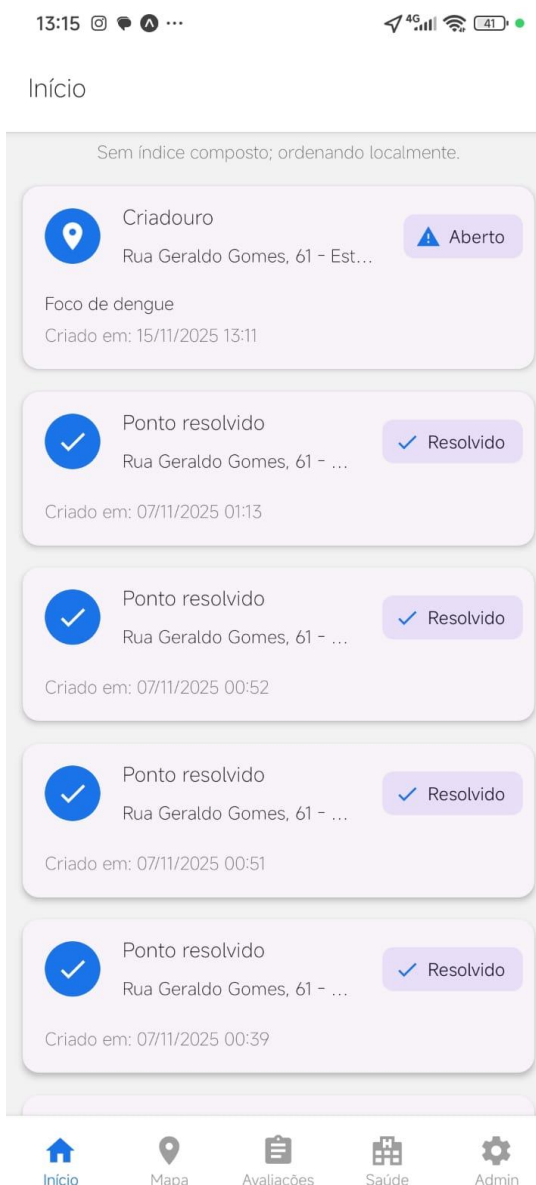 13:15
4G
41
Início
Sem índice composto; ordenando localmente.
Criadouro
Rua Geraldo Gomes, 61 - Est...
Aberto
Foco de dengue
Criado em: 15/11/2025 13:11
Ponto resolvido
Rua Geraldo Gomes, 61 - ...
Resolvido
Criado em: 07/11/2025 01:13
Ponto resolvido
Rua Geraldo Gomes, 61 - ...
Resolvido
Criado em: 07/11/2025 00:52
Ponto resolvido
Rua Geraldo Gomes, 61 - ...
Resolvido
Criado em: 07/11/2025 00:51
Ponto resolvido
Rua Geraldo Gomes, 61 - ...
Resolvido
Criado em: 07/11/2025 00:39
Início
Mapa
Avaliações
Saúde
Admin